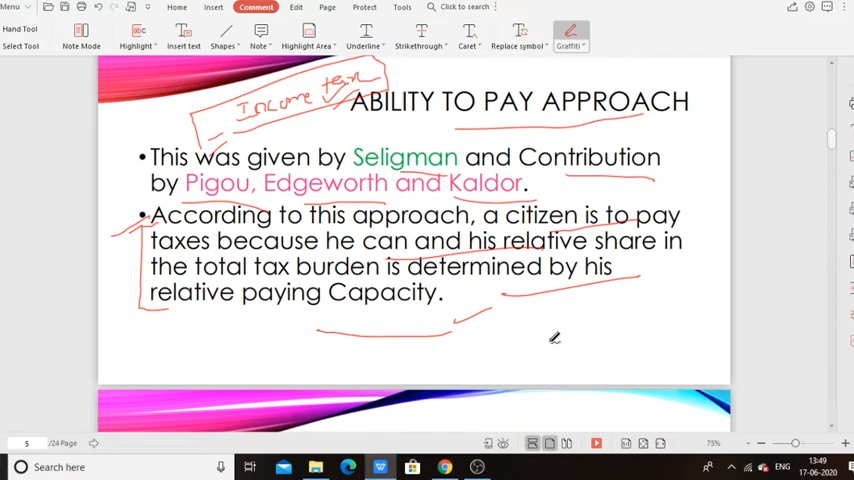 Menu
Home
Insert
Comment
Edit
Page
Protect
Tools
Click to search
Hand Tool
Select Tool
Note Mode
Highlight
Insert text
Shapes
Note
Highlight Area
Underline
Strikethrough
Caret
Replace symbol
Graffiti
Income tax
ABILITY TO PAY APPROACH
•This was given by Seligman and Contribution
by Pigou, Edgeworth and Kaldor.
•According to this approach, a citizen is to pay
taxes because he can and his relative share in
the total tax burden is determined by his
relative paying Capacity.
5 /24 Page
75%
Search here
ENG
13:49
17-06-2020